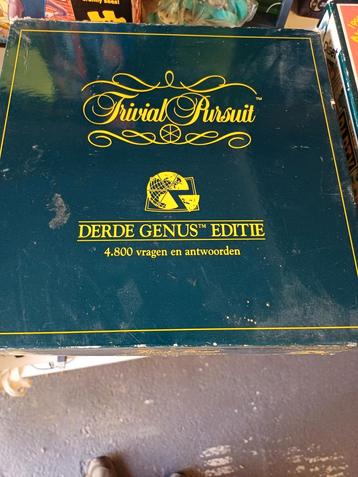 Trivial Pursuit™
DERDE GENUS™ EDITIE
4.800 vragen en antwoorden